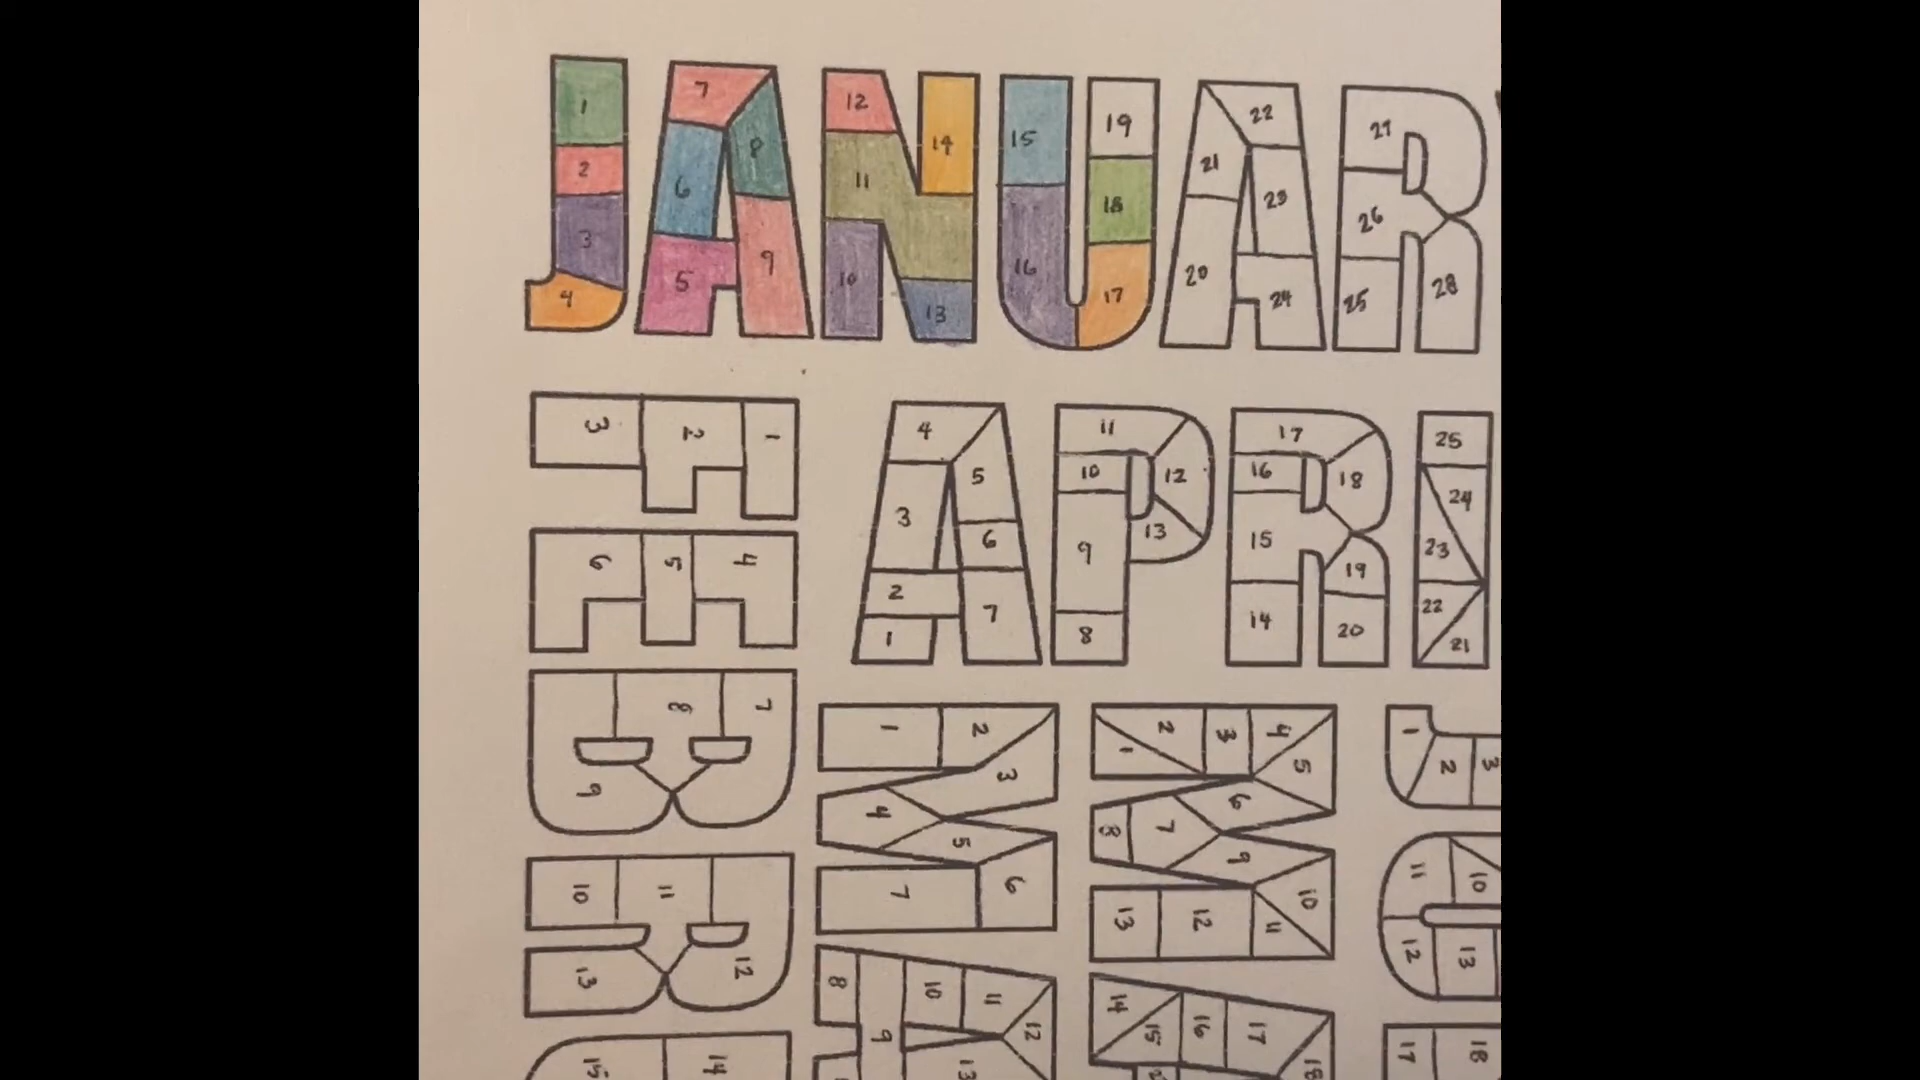 JANUAR
1 2 3 4
7 8 6 5 9
12 14 11 10 13
15 19 18 16 17
22 21 23 20 24
27 26 25 28
FEBR
3 2 1
6 5 4
9 8 7
10 11 12 13
15 14
APRI
4 5 3 6 2 7 1
11 10 12 9 13 8
17 16 18 15 19 14 20
25 24 23 22 21
MA
1 2 3 4 5 6 7
8 9 10 11 12 13
MA
1 2 3 4 5 6 7 8 9 10 11 12 13
14 15 16 17 18
J
1 2 3
11 10 12 13
17 18